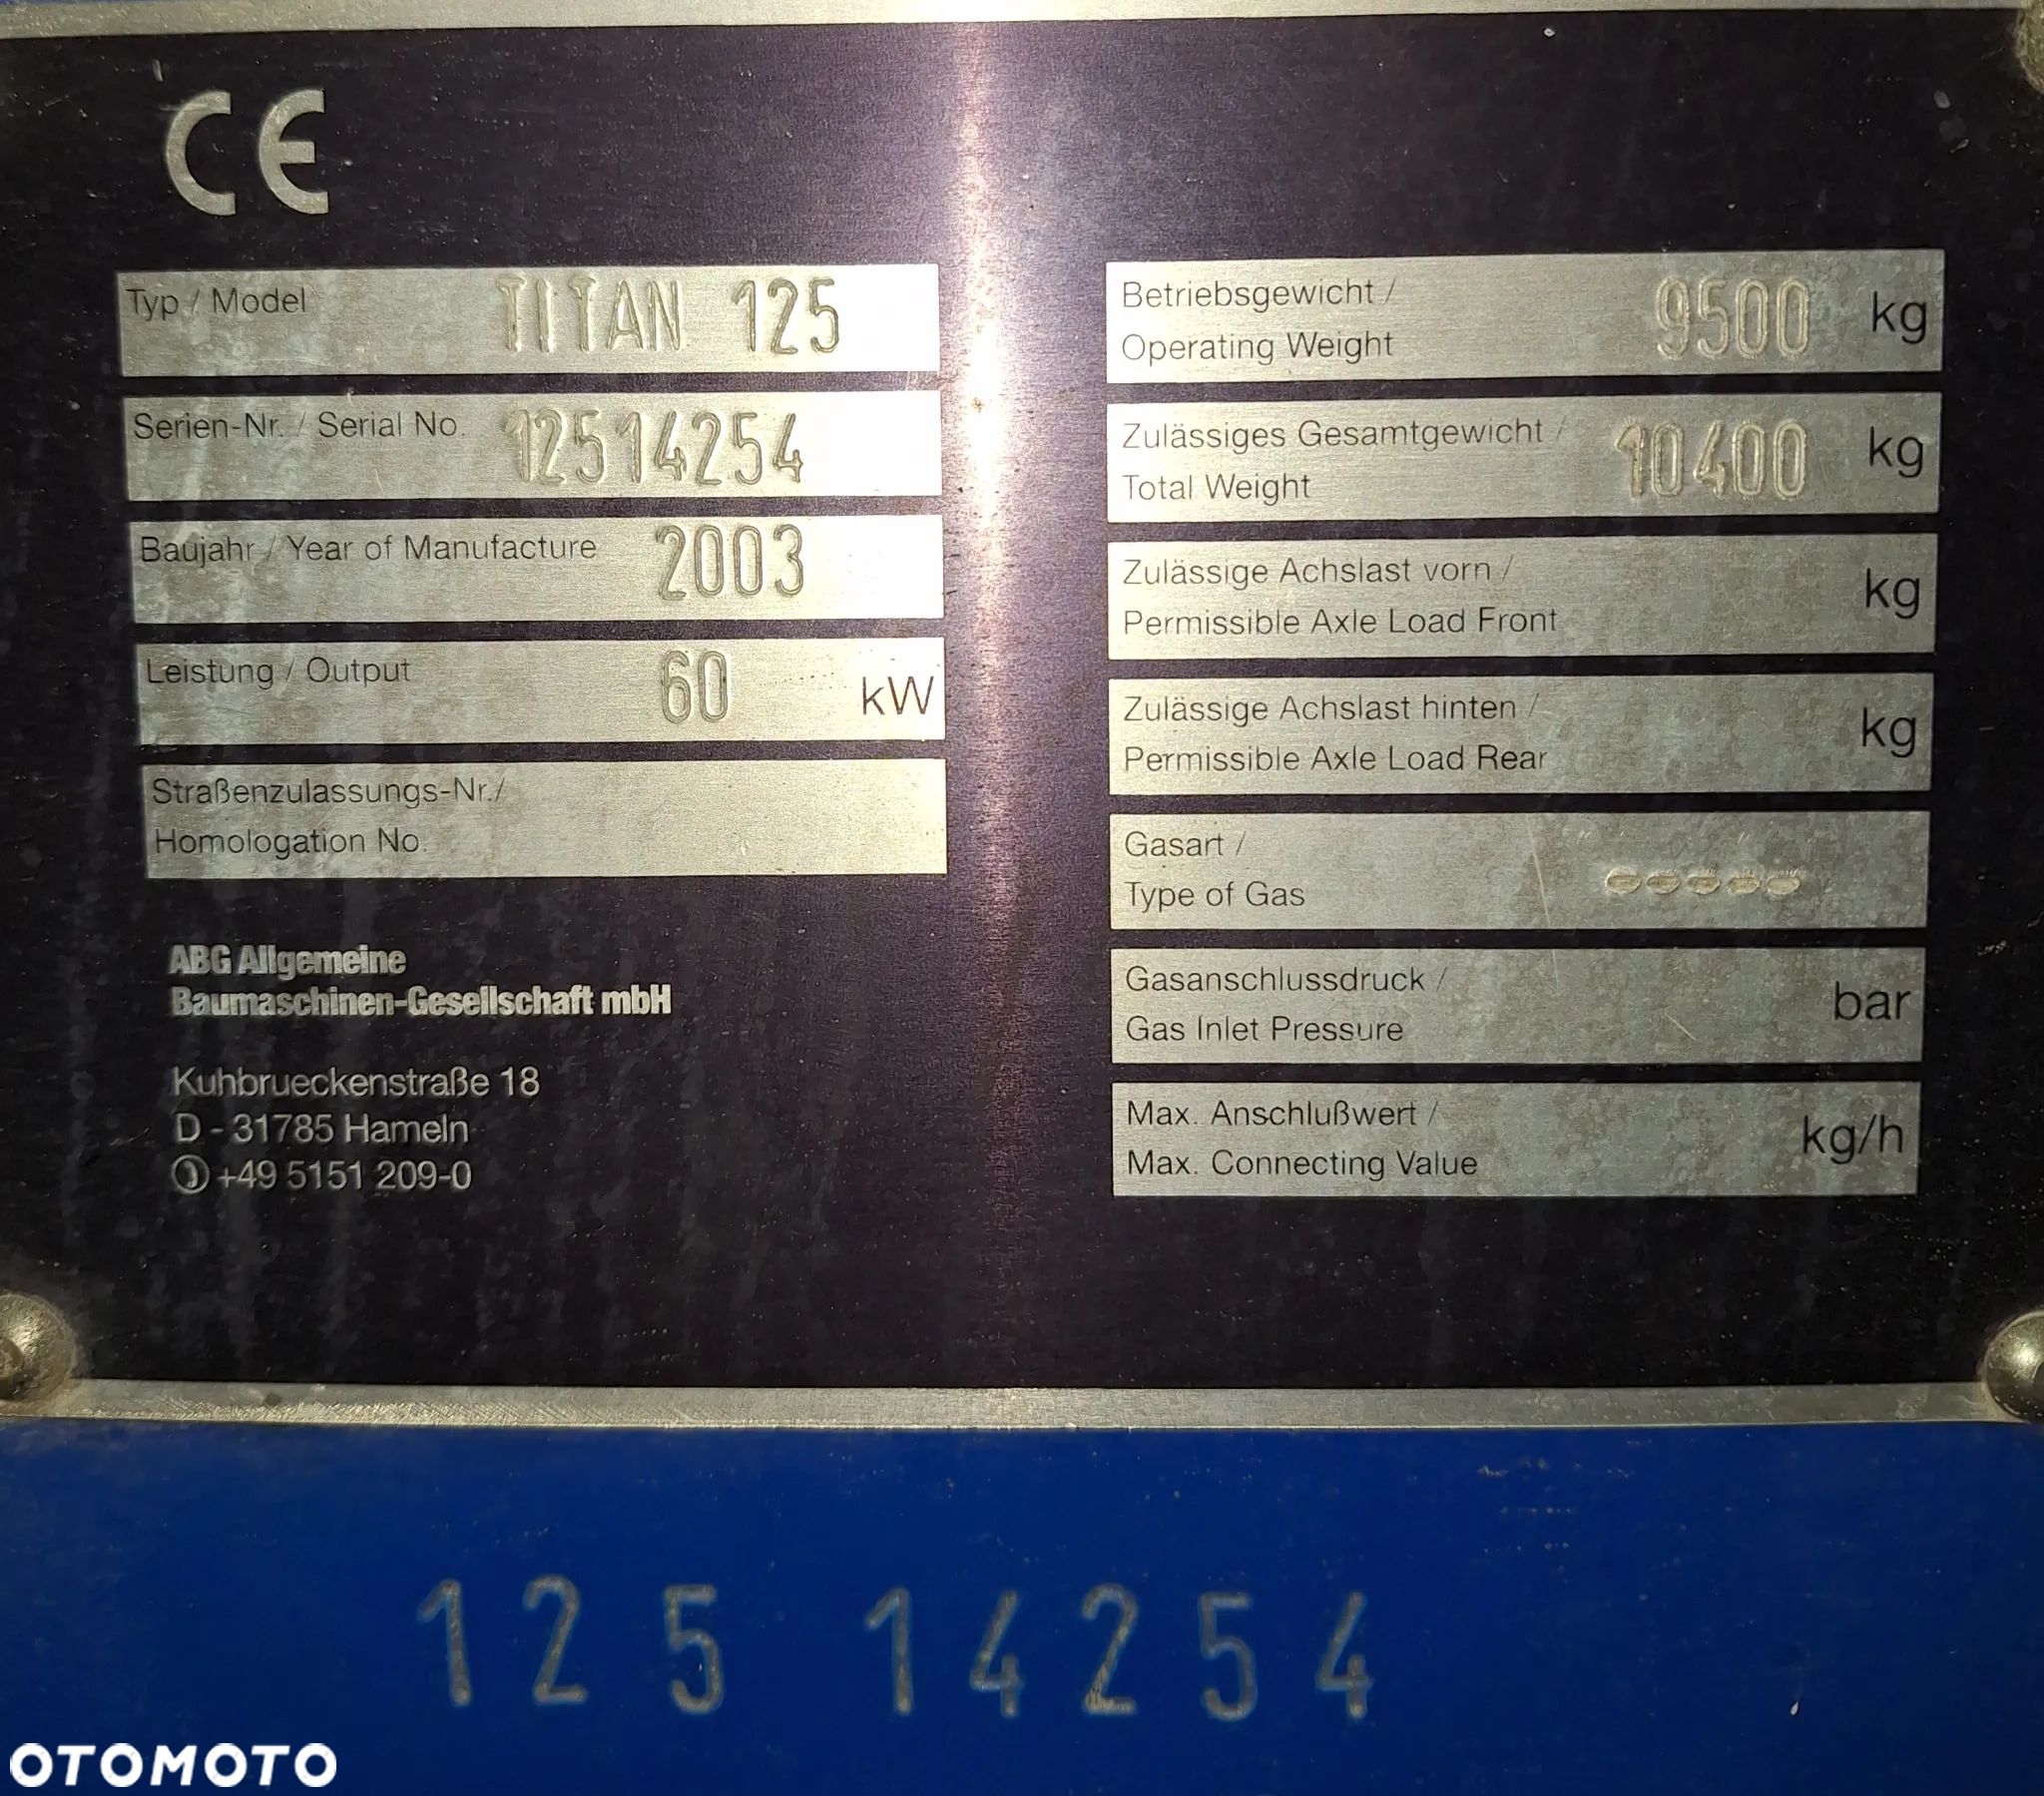 CE
Typ / Model TITAN 125
Serien-Nr. / Serial No. 12514254
Baujahr / Year of Manufacture 2003
Leistung / Output 60 kW
Straßenzulassungs-Nr./
Homologation No.
ABG Allgemeine
Baumaschinen-Gesellschaft mbH
Kuhbrueckenstraße 18
D - 31785 Hameln
+49 5151 209-0
Betriebsgewicht /
Operating Weight 9500 kg
Zulässiges Gesamtgewicht /
Total Weight 10400 kg
Zulässige Achslast vorn /
Permissible Axle Load Front kg
Zulässige Achslast hinten /
Permissible Axle Load Rear kg
Gasart /
Type of Gas -----
Gasanschlussdruck /
Gas Inlet Pressure bar
Max. Anschlußwert /
Max. Connecting Value kg/h
125 14254
OTOMOTO